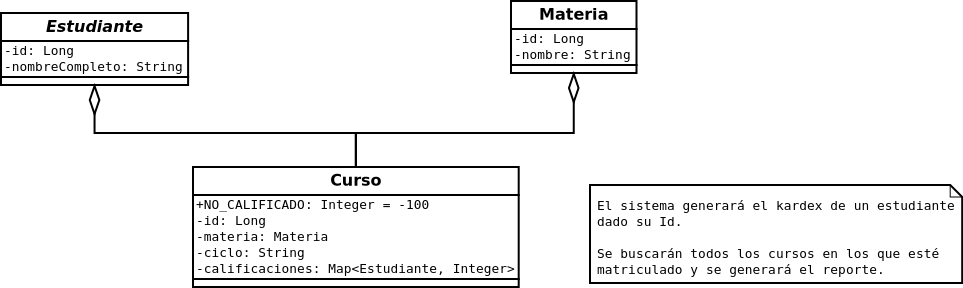 Estudiante
-id: Long
-nombreCompleto: String
Materia
-id: Long
-nombre: String
Curso
+NO_CALIFICADO: Integer = -100
-id: Long
-materia: Materia
-ciclo: String
-calificaciones: Map<Estudiante, Integer>
El sistema generará el kardex de un estudiante
dado su Id.
Se buscarán todos los cursos en los que esté
matriculado y se generará el reporte.